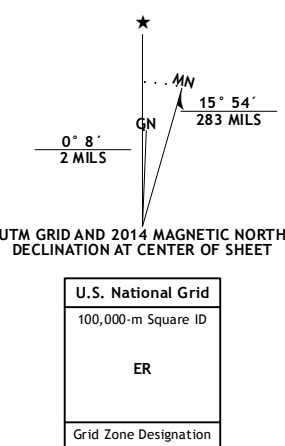 ★
MN
15° 54´
283 MILS
GN
0° 8´
2 MILS
UTM GRID AND 2014 MAGNETIC NORTH
DECLINATION AT CENTER OF SHEET
U.S. National Grid
100,000-m Square ID
ER
Grid Zone Designation